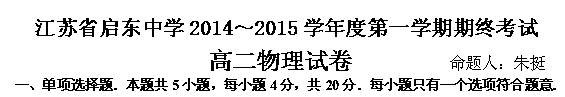 江苏省启东中学2014～2015学年度第一学期期终考试
高二物理试卷 命题人：朱挺
一、单项选择题．本题共5小题，每小题4分，共20分．每小题只有一个选项符合题意．